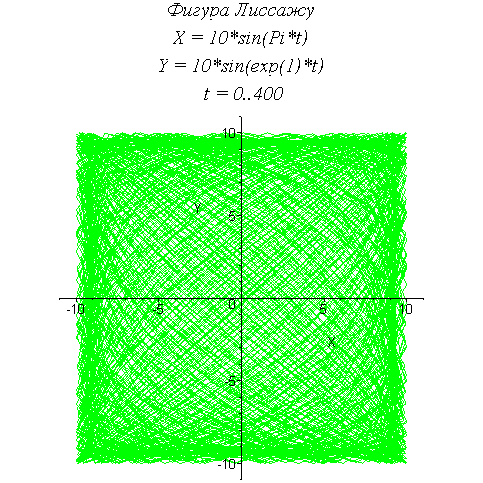 Фигура Лиссажу
X = 10*sin(Pi*t)
Y = 10*sin(exp(1)*t)
t = 0..400
10
Y
5
-10
-5
0
5
10
X
-5
-10